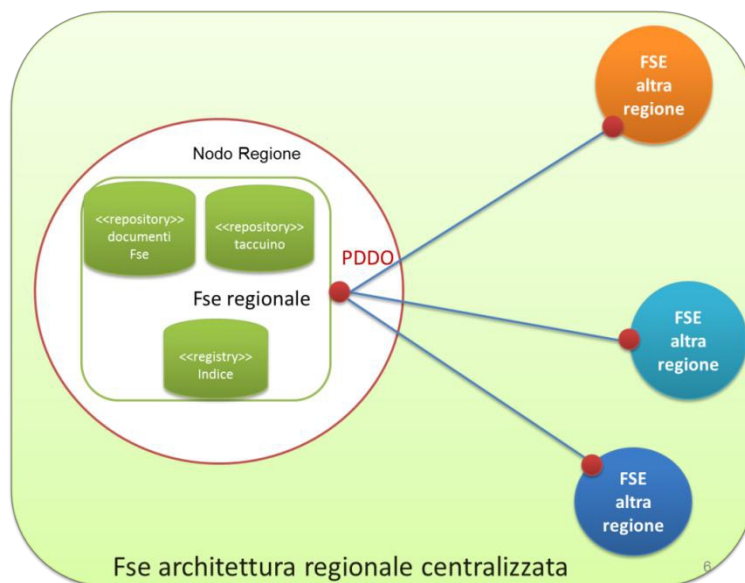 Nodo Regione
<<repository>>
documenti
Fse
<<repository>>
taccuino
Fse regionale
<<registry>>
Indice
PDDO
FSE
altra
regione
FSE
altra
regione
FSE
altra
regione
Fse architettura regionale centralizzata
6